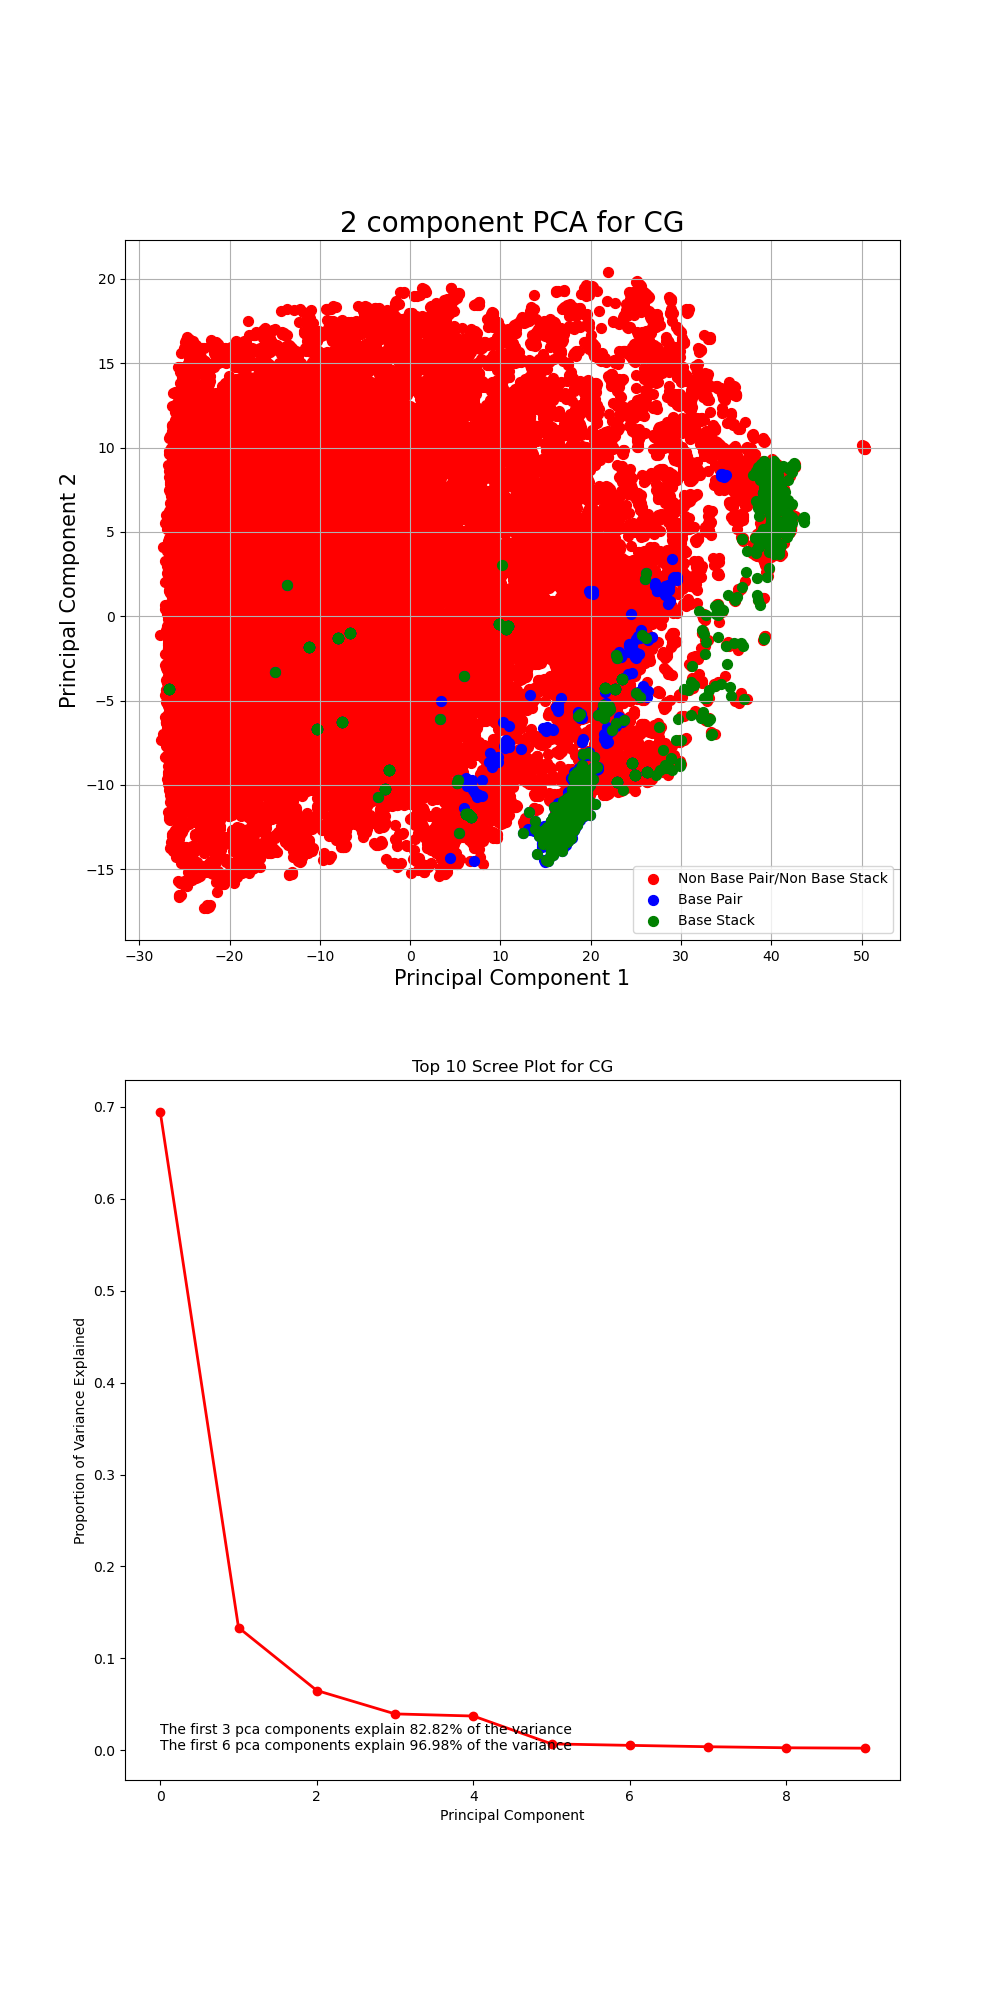 2 component PCA for CG
20
15
10
5
0
−5
−10
−15
Principal Component 2
−30 −20 −10 0 10 20 30 40 50
Principal Component 1
Non Base Pair/Non Base Stack
Base Pair
Base Stack
Top 10 Scree Plot for CG
0.7
0.6
0.5
0.4
0.3
0.2
0.1
0.0
Proportion of Variance Explained
The first 3 pca components explain 82.82% of the variance
The first 6 pca components explain 96.98% of the variance
0 2 4 6 8
Principal Component